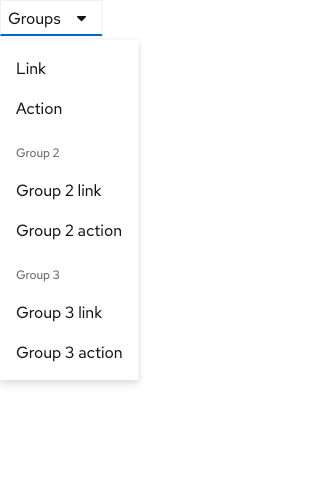 Groups
Link
Action
Group 2
Group 2 link
Group 2 action
Group 3
Group 3 link
Group 3 action